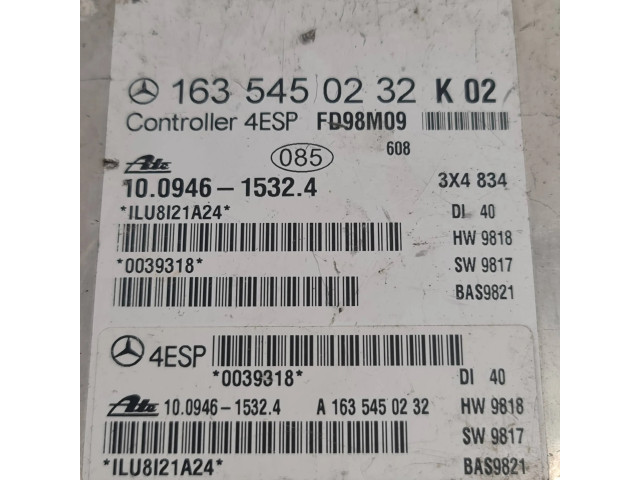 163 545 02 32 K 02
Controller 4ESP FD98M09
085 608
Ate
10.0946-1532.4 3X4 834
*ILU8I21A24* DI 40
HW 9818
*0039318* SW 9817
BAS9821
4ESP
*0039318* DI 40
Ate 10.0946-1532.4 A 163 545 02 32 HW 9818
SW 9817
*ILU8I21A24* BAS9821